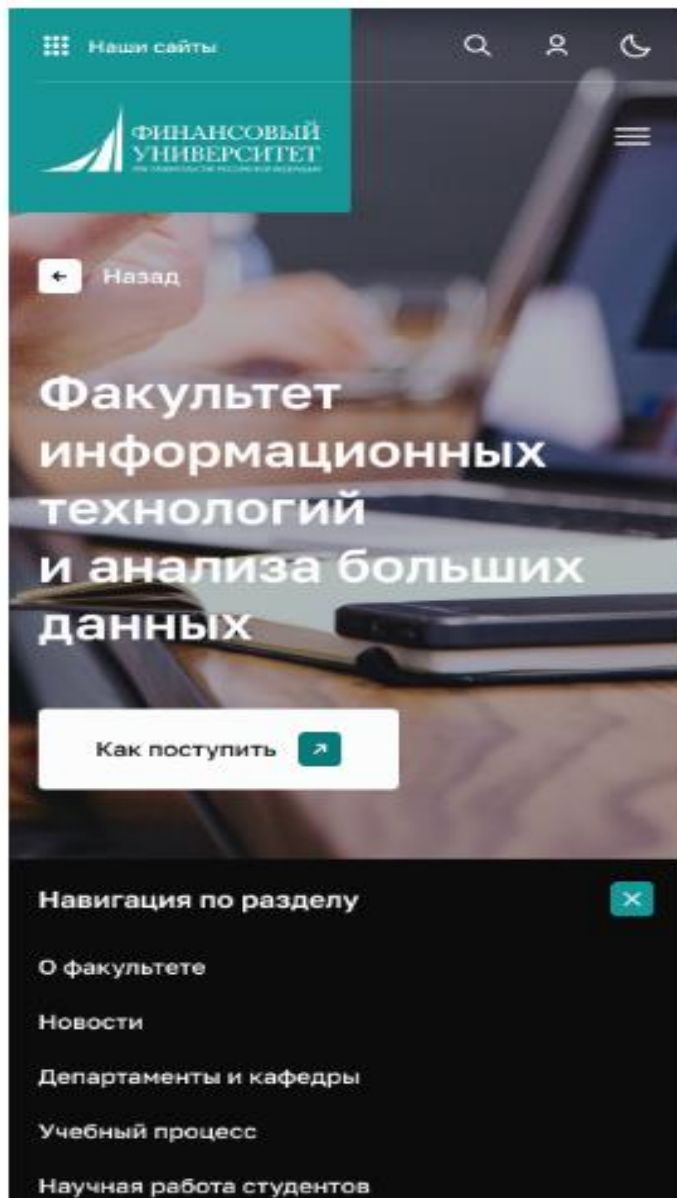 Наши сайты
ФИНАНСОВЫЙ
УНИВЕРСИТЕТ
Назад
Факультет
информационных
технологий
и анализа больших
данных
Как поступить
Навигация по разделу
О факультете
Новости
Департаменты и кафедры
Учебный процесс
Научная работа студентов